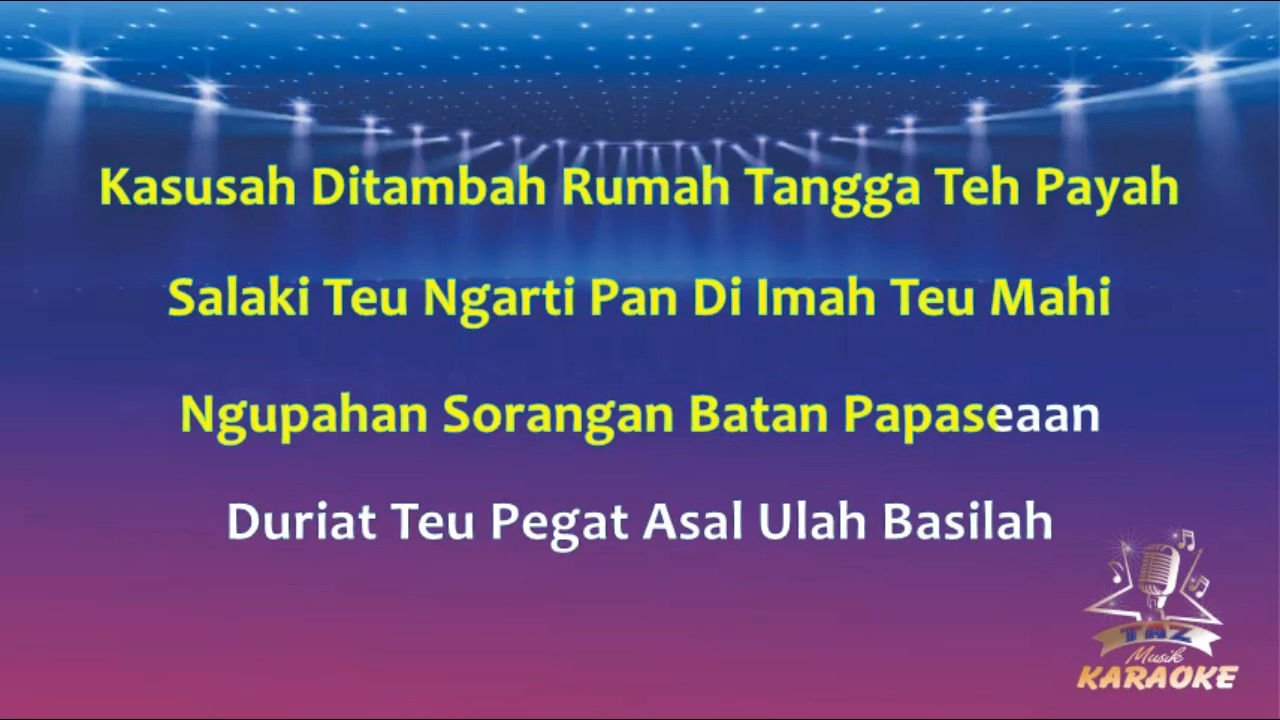 Kasusah Ditambah Rumah Tangga Teh Payah
Salaki Teu Ngarti Pan Di Imah Teu Mahi
Ngupahan Sorangan Batan Papaseaan
Duriat Teu Pegat Asal Ulah Basilah
TAZ
Musik
KARAOKE